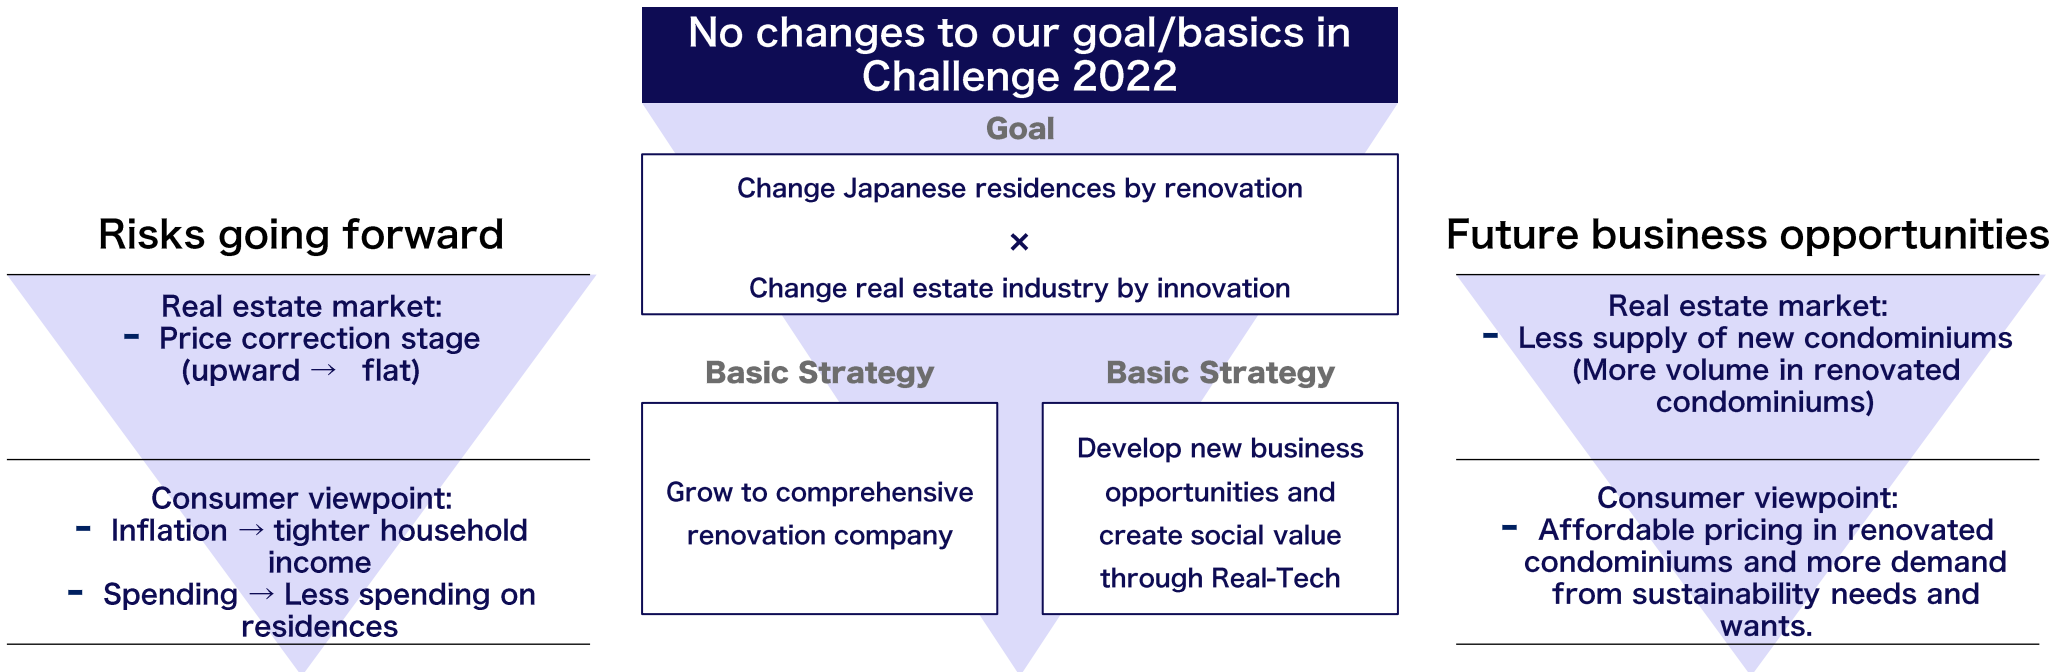 No changes to our goal/basics in
Challenge 2022
Goal
Change Japanese residences by renovation
×
Change real estate industry by innovation
Basic Strategy
Grow to comprehensive
renovation company
Basic Strategy
Develop new business
opportunities and
create social value
through Real-Tech
Risks going forward
Real estate market:
- Price correction stage
(upward → flat)
Consumer viewpoint:
- Inflation → tighter household
income
- Spending → Less spending on
residences
Future business opportunities
Real estate market:
- Less supply of new condominiums
(More volume in renovated
condominiums)
Consumer viewpoint:
- Affordable pricing in renovated
condominiums and more demand
from sustainability needs and
wants.